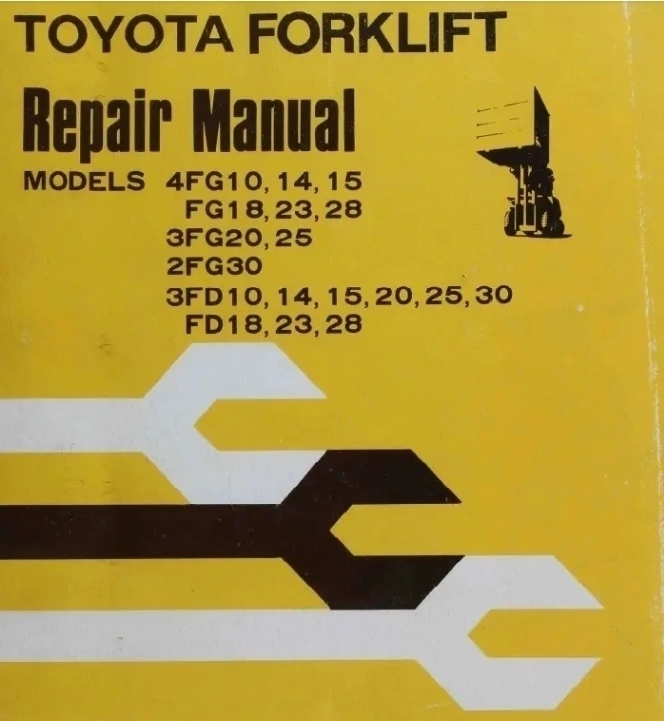 TOYOTA FORKLIFT
Repair Manual
MODELS 4FG10, 14, 15
FG18, 23, 28
3FG20, 25
2FG30
3FD10, 14, 15, 20, 25, 30
FD18, 23, 28